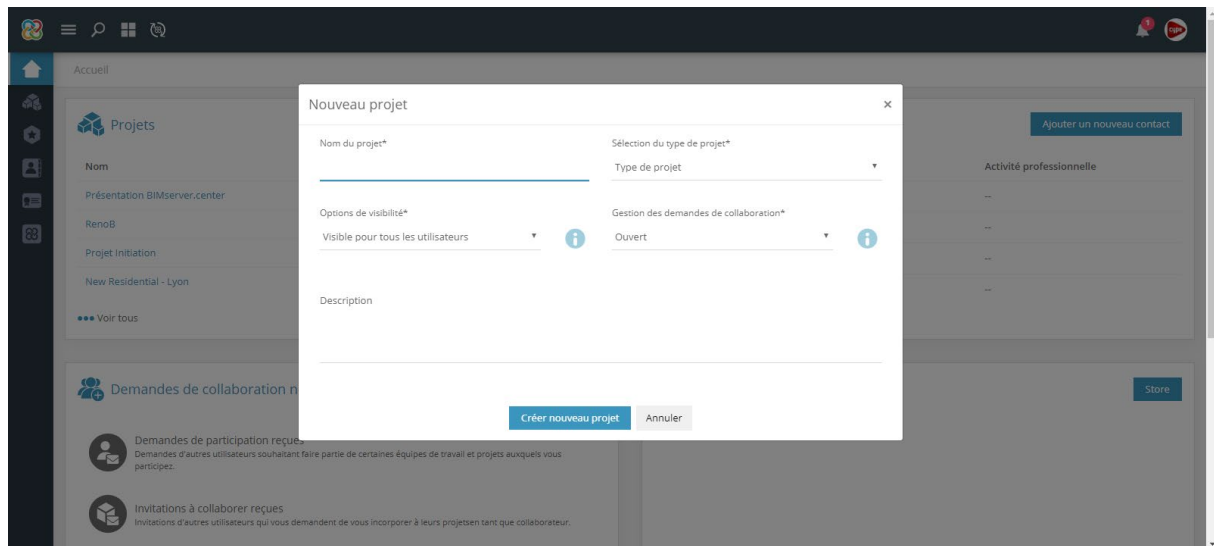 1
Accueil
Nouveau projet ×
Projets
Ajouter un nouveau contact
Nom du projet*
Sélection du type de projet*
Type de projet
Nom
Activité professionnelle
Présentation BIMserver.center
--
Options de visibilité*
Gestion des demandes de collaboration*
RenoB
--
Visible pour tous les utilisateurs
Ouvert
Projet Initiation
--
New Residential - Lyon
--
Description
Voir tous
Demandes de collaboration n
Store
Créer nouveau projet
Annuler
Demandes de participation reçues
Demandes d'autres utilisateurs souhaitant faire partie de certaines équipes de travail et projets auxquels vous
participez.
Invitations à collaborer reçues
Invitations d'autres utilisateurs qui vous demandent de vous incorporer à leurs projetsen tant que collaborateur.